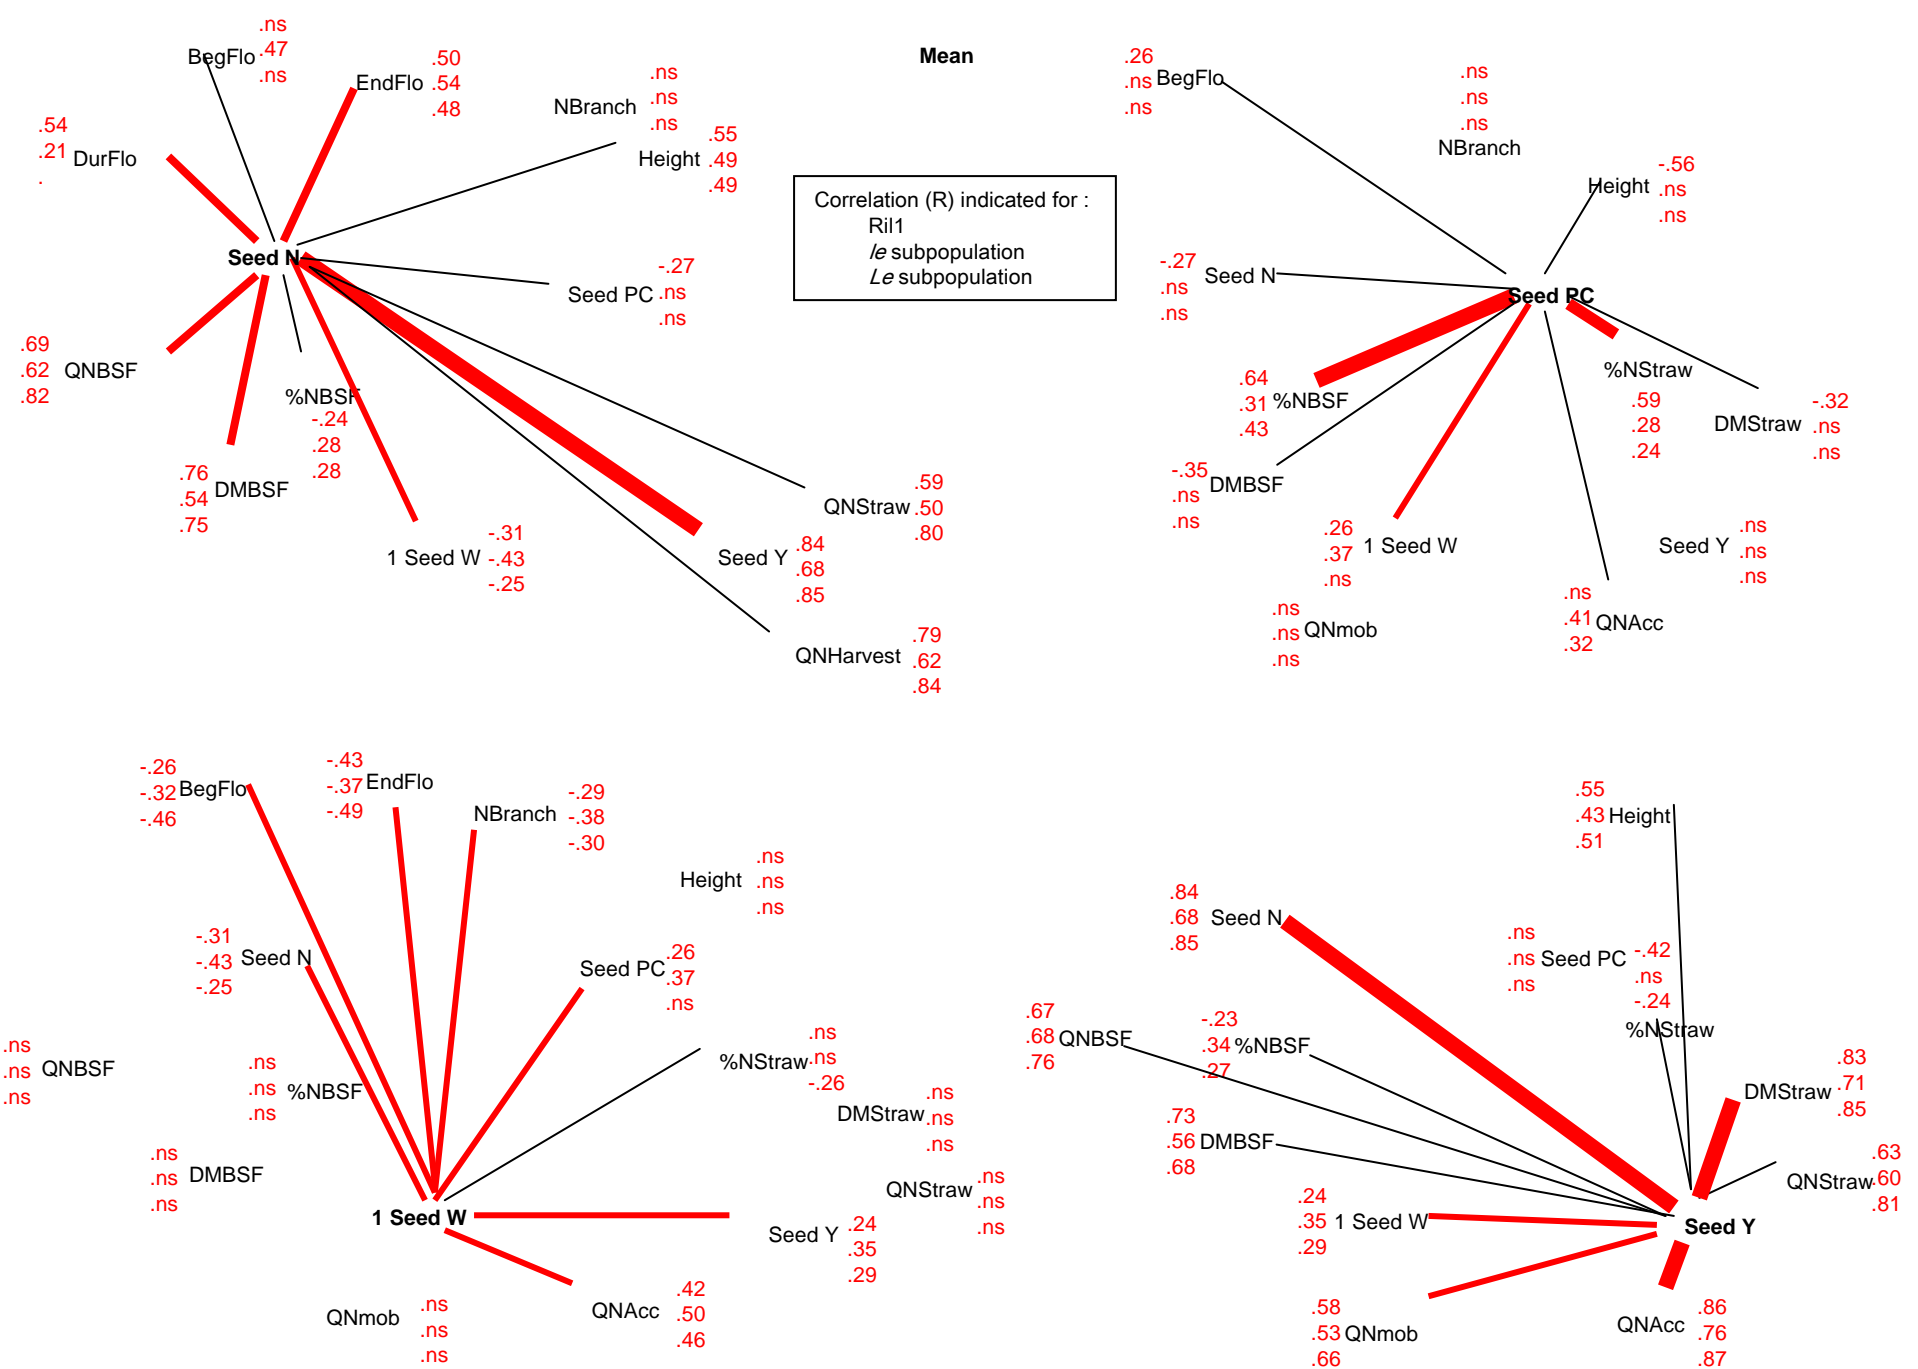 Mean
Correlation (R) indicated for :
Ril1
le subpopulation
Le subpopulation
.ns
BegFlo .47
.ns
.50
EndFlo .54
.48
.ns
NBranch .ns
.ns
.55
Height .49
.49
.54
.21 DurFlo
.
Seed N
-.27
Seed PC .ns
.ns
.69
.62 QNBSF
.82
%NBSF
-.24
.28
.28
.76
.54 DMBSF
.75
-.31
1 Seed W -.43
-.25
.59
QNStraw .50
.80
.84
Seed Y .68
.85
.79
QNHarvest .62
.84
.26
.ns BegFlo
.ns
.ns
.ns
.ns
NBranch
-.56
Height .ns
.ns
-.27
.ns Seed N
.ns
Seed PC
.64
.31 %NBSF
.43
%NStraw
.59
.28
.24
-.32
DMStraw .ns
.ns
-.35
.ns DMBSF
.ns
.26
.37 1 Seed W
.ns
.ns
Seed Y .ns
.ns
.ns
.ns QNmob
.ns
.ns
.41 QNAcc
.32
-.26
-.32 BegFlo
-.46
-.43
-.37 EndFlo
-.49
-.29
NBranch -.38
-.30
.ns
Height .ns
.ns
-.31
-.43 Seed N
-.25
.26
Seed PC .37
.ns
.ns
.ns QNBSF
.ns
.ns
.ns %NBSF
.ns
.ns
%NStraw .ns
-.26
.ns
DMStraw .ns
.ns
.ns
.ns DMBSF
.ns
.ns
QNStraw .ns
.ns
1 Seed W
.24
Seed Y .35
.29
.ns
QNmob .ns
.ns
.42
QNAcc .50
.46
.55
.43 Height
.51
.84
.68 Seed N
.85
.ns
.ns Seed PC
.ns
-.42
.ns
-.24
%NStraw
.67
.68 QNBSF
.76
-.23
.34 %NBSF
.27
.83
DMStraw .71
.85
.73
.56 DMBSF
.68
.63
QNStraw .60
.81
.24
.35 1 Seed W
.29
Seed Y
.58
.53 QNmob
.66
.86
QNAcc .76
.87